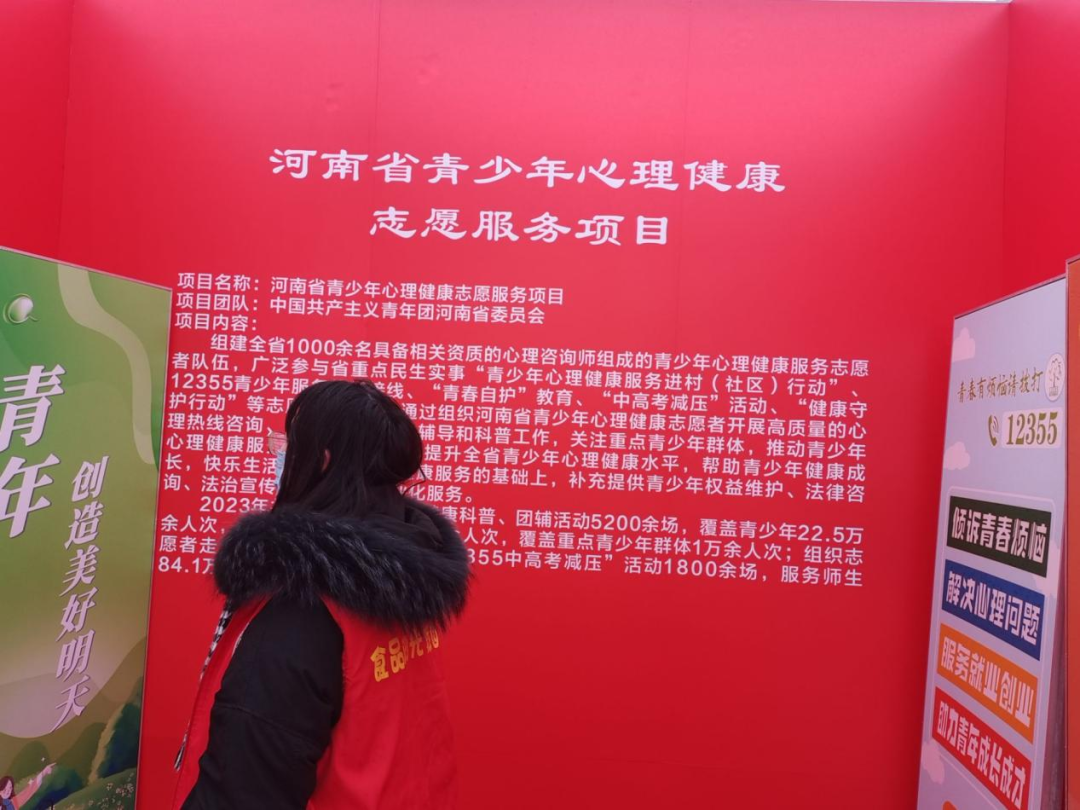 河南省青少年心理健康
志愿服务项目
项目名称：河南省青少年心理健康志愿服务项目
项目团队：中国共产主义青年团河南省委员会
项目内容：
组建全省1000余名具备相关资质的心理咨询师组成的青少年心理健康服务志愿
者队伍，广泛参与省重点民生实事“青少年心理健康服务进村（社区）行动”、
12355青少年服 接线、“青春自护”教育、“中高考减压”活动、“健康守
护行动”等志 通过组织河南省青少年心理健康志愿者开展高质量的心
理热线咨询、 辅导和科普工作，关注重点青少年群体，推动青少年
心理健康服 提升全省青少年心理健康水平，帮助青少年健康成
长，快乐生活 服务的基础上，补充提供青少年权益维护、法律咨
询、法治宣传 化服务。
2023年 康科普、团辅活动5200余场，覆盖青少年22.5万
余人次， 人次，覆盖重点青少年群体1万余人次；组织志
愿者走 355中高考减压”活动1800余场，服务师生
84.1万
青年
创造美好明天
食品
青春有烦恼请拨打
12355
倾诉青春烦恼
解决心理问题
服务就业创业
助力青年成长成才